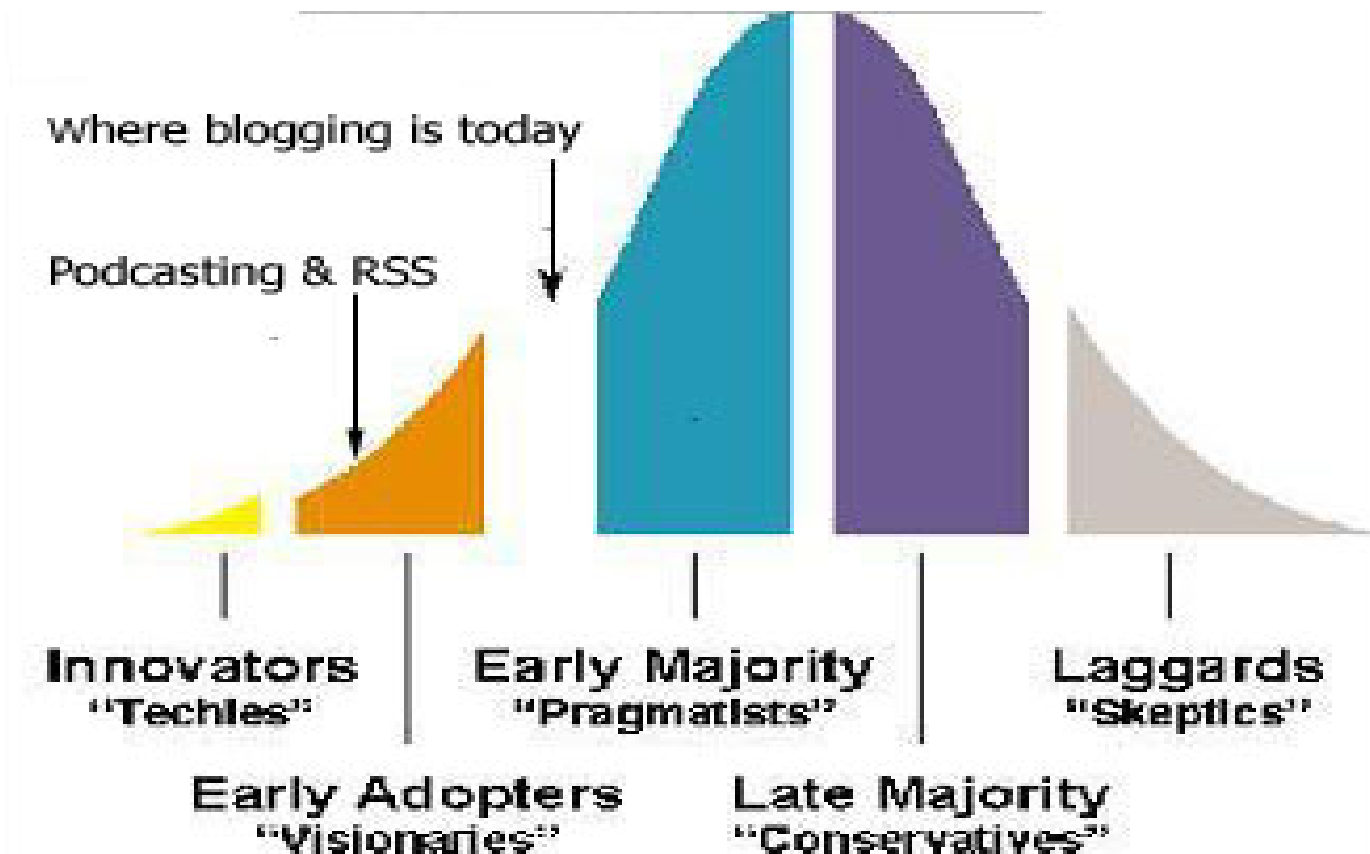 Where blogging is today
Podcasting & RSS
Innovators
“Techies”
Early Majority
“Pragmatists”
Laggards
“Skeptics”
Early Adopters
“Visionaries”
Late Majority
“Conservatives”